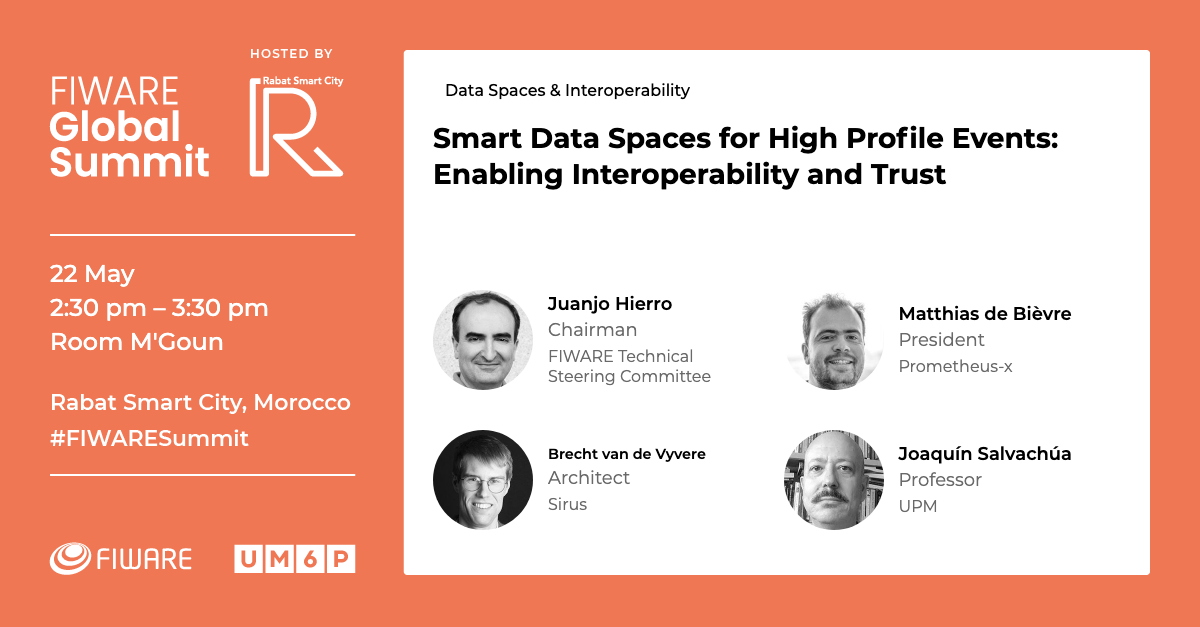 HOSTED BY
FIWARE
Global
Summit
Rabat Smart City
R
22 May
2:30 pm – 3:30 pm
Room M'Goun
Rabat Smart City, Morocco
#FIWARESummit
FIWARE
UM6P
Data Spaces & Interoperability
Smart Data Spaces for High Profile Events:
Enabling Interoperability and Trust
Juanjo Hierro
Chairman
FIWARE Technical
Steering Committee
Matthias de Bièvre
President
Prometheus-x
Brecht van de Vyvere
Architect
Sirus
Joaquín Salvachúa
Professor
UPM